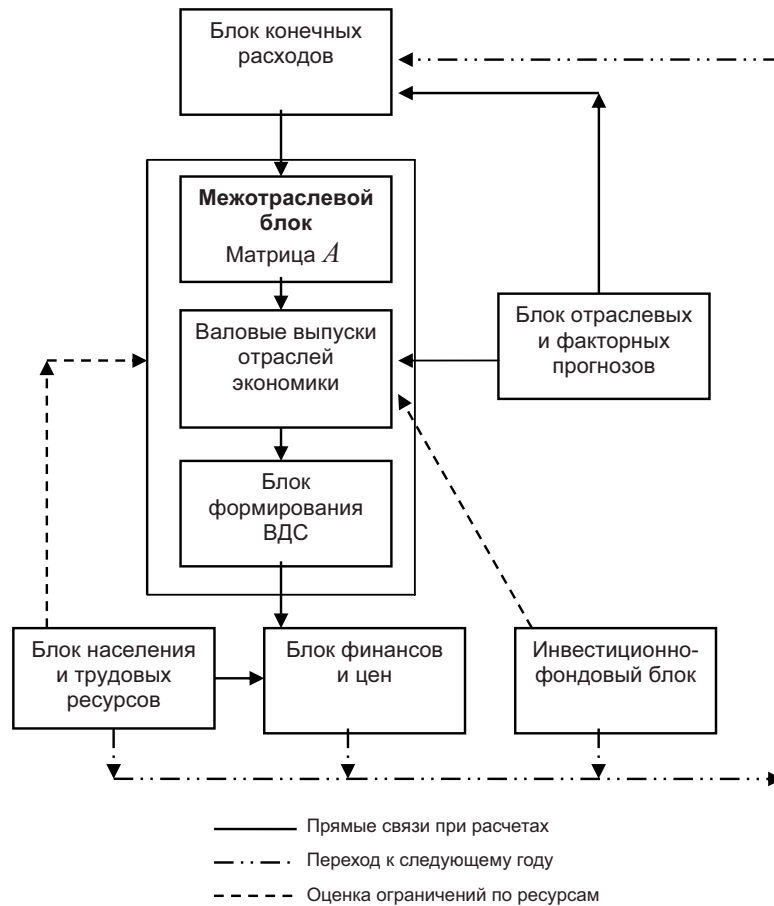 Блок конечных
расходов
Межотраслевой
блок
Матрица A
Валовые выпуски
отраслей
экономики
Блок отраслевых
и факторных
прогнозов
Блок
формирования
ВДС
Блок населения
и трудовых
ресурсов
Блок финансов
и цен
Инвестиционно-
фондовый блок
Прямые связи при расчетах
Переход к следующему году
Оценка ограничений по ресурсам